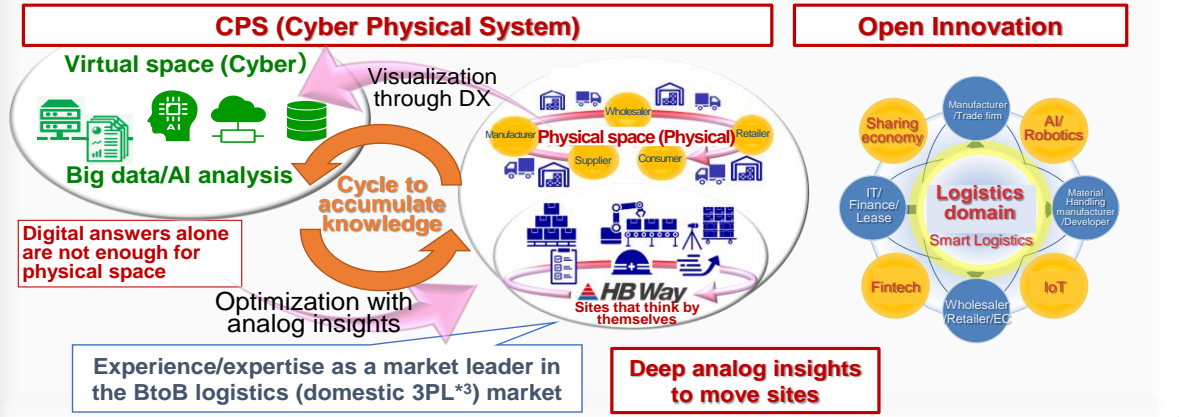 CPS (Cyber Physical System)
Open Innovation
Virtual space (Cyber）
AI
Big data/AI analysis
Visualization
through DX
Wholesaler
Manufacturer
Physical space (Physical)
Retailer
Supplier
Consumer
Cycle to
accumulate
knowledge
Digital answers alone
are not enough for
physical space
Optimization with
analog insights
HB Way
Sites that think by
themselves
Experience/expertise as a market leader in
the BtoB logistics (domestic 3PL*3) market
Deep analog insights
to move sites
Manufacturer
/Trade firm
Sharing
economy
AI/
Robotics
IT/
Finance/
Lease
Logistics
domain
Smart Logistics
Material
Handling
manufacturer
/Developer
Fintech
IoT
Wholesaler
/Retailer/EC